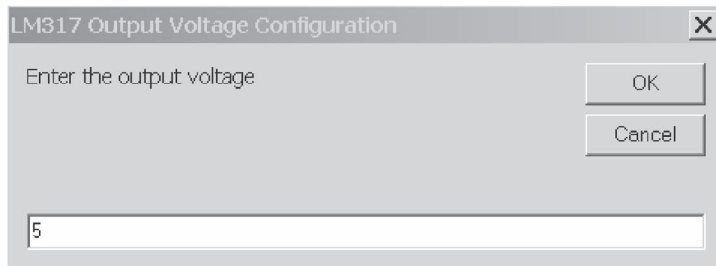 LM317 Output Voltage Configuration
Enter the output voltage
OK
Cancel
5